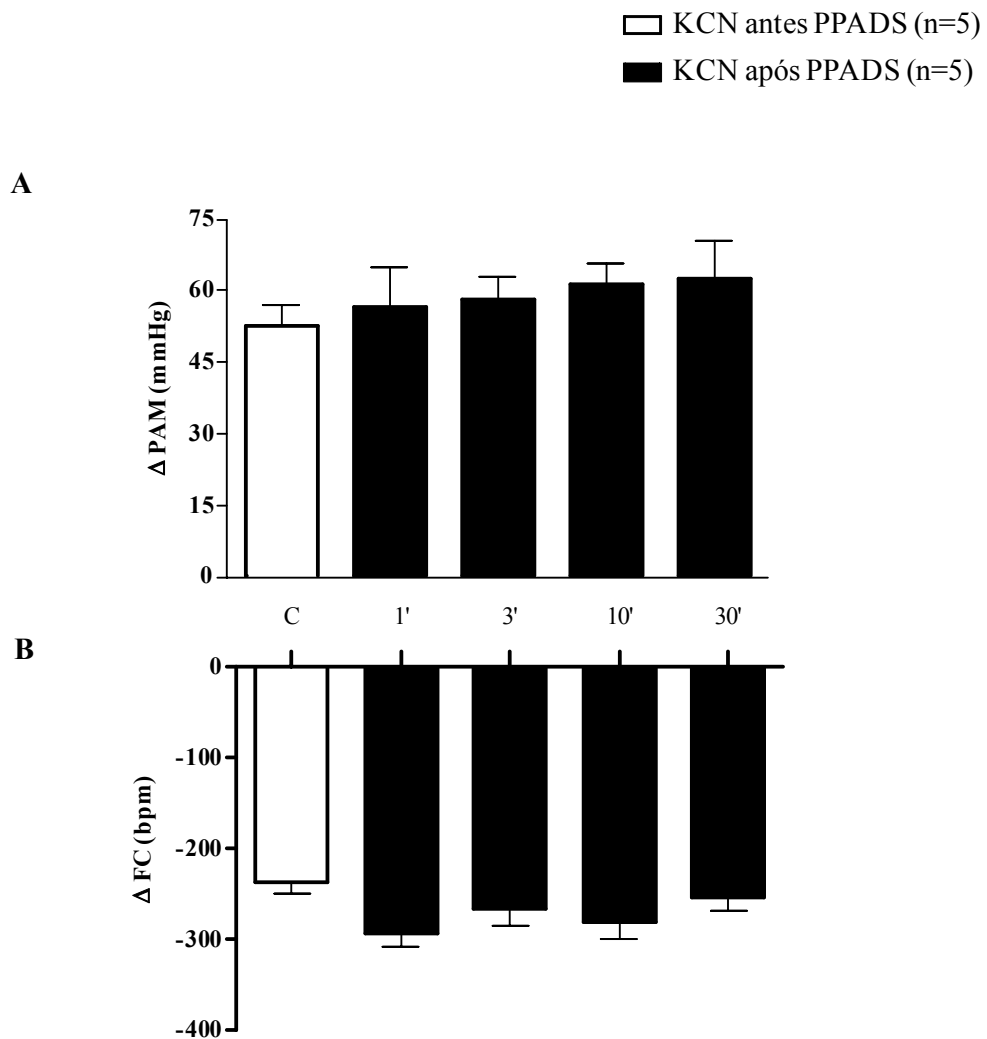 KCN antes PPADS (n=5)
KCN após PPADS (n=5)
A
Δ PAM (mmHg)
75
60
45
30
15
0
C 1' 3' 10' 30'
B
Δ FC (bpm)
0
-100
-200
-300
-400